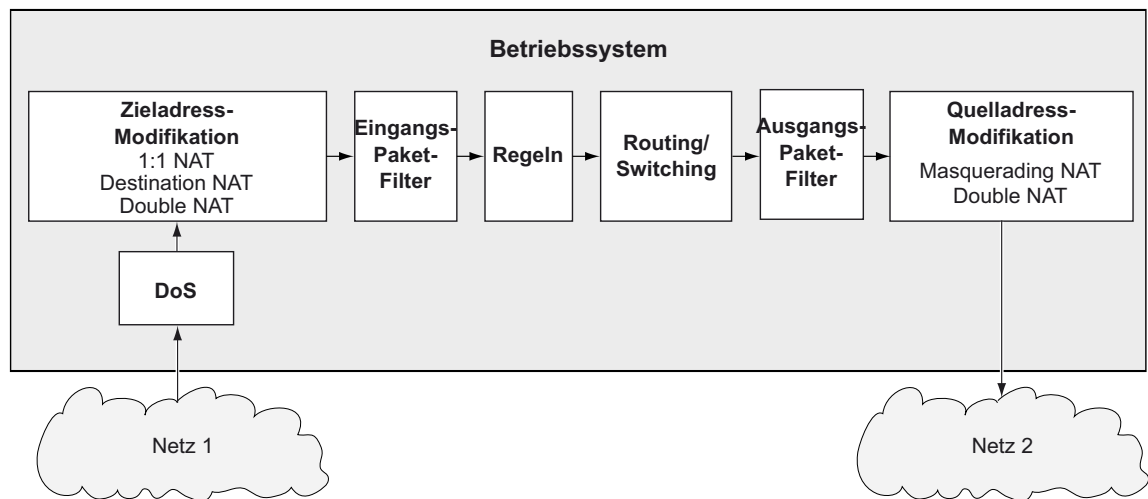 Betriebssystem
Zieladress-
Modifikation
1:1 NAT
Destination NAT
Double NAT
Eingangs-
Paket-
Filter
Regeln
Routing/
Switching
Ausgangs-
Paket-
Filter
Quelladress-
Modifikation
Masquerading NAT
Double NAT
DoS
Netz 1
Netz 2